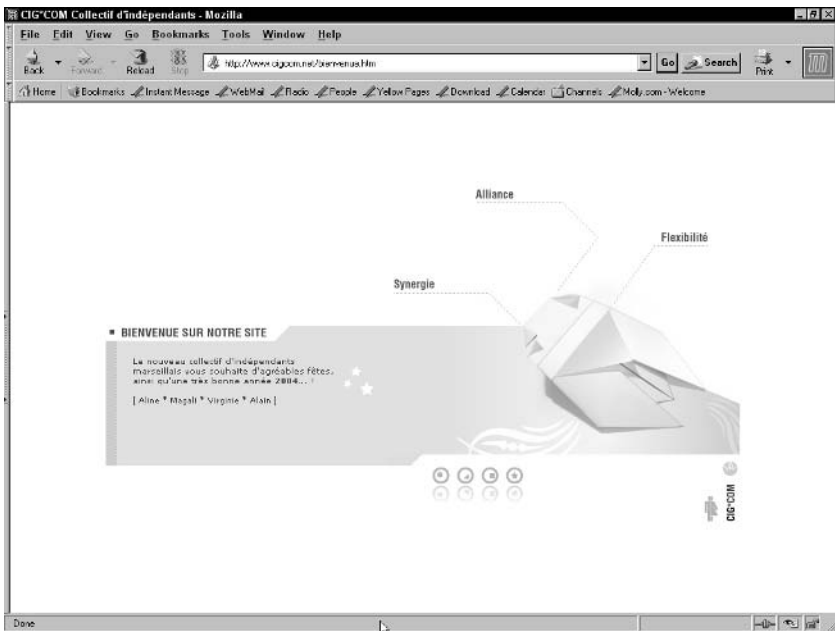 CIG*COM Collectif d'indépendants - Mozilla
File Edit View Go Bookmarks Tools Window Help
Back Forward Reload Stop http://www.cigcom.net/bienvenue.htm Go Search Print
Home Bookmarks Instant Message WebMail Radio People Yellow Pages Download Calendar Channels Molly.com - Welcome
Alliance
Flexibilité
Synergie
BIENVENUE SUR NOTRE SITE
Le nouveau collectif d'indépendants
marseillais vous souhaite d'agréables fêtes,
ainsi qu'une très bonne année 2004... !
[ Aline * Magali * Virginie * Alain ]
CIG*COM
Done